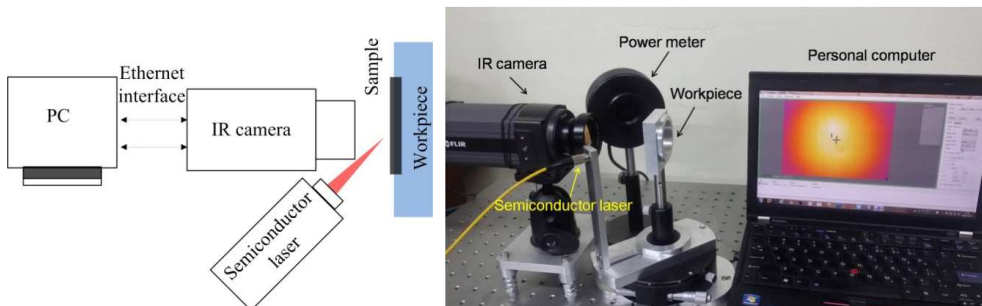 PC
Ethernet
interface
IR camera
Sample
Workpiece
Semiconductor
laser
IR camera
Power meter
Workpiece
Personal computer
Semiconductor laser
FLIR